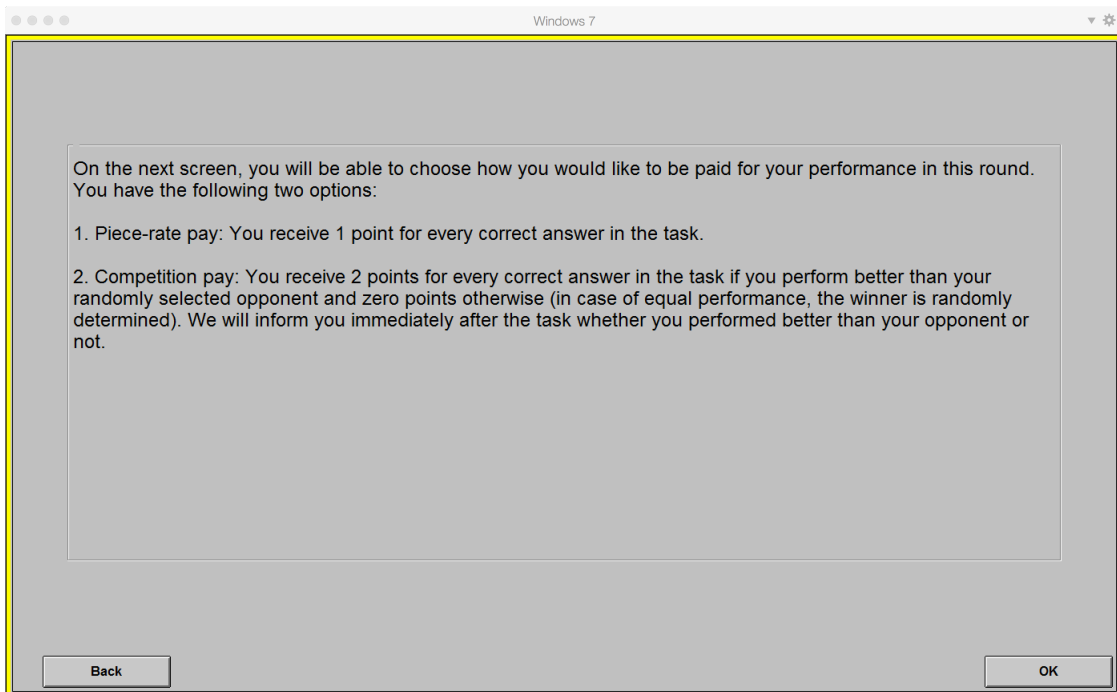 Windows 7
On the next screen, you will be able to choose how you would like to be paid for your performance in this round.
You have the following two options:
1. Piece-rate pay: You receive 1 point for every correct answer in the task.
2. Competition pay: You receive 2 points for every correct answer in the task if you perform better than your
randomly selected opponent and zero points otherwise (in case of equal performance, the winner is randomly
determined). We will inform you immediately after the task whether you performed better than your opponent or
not.
Back
OK